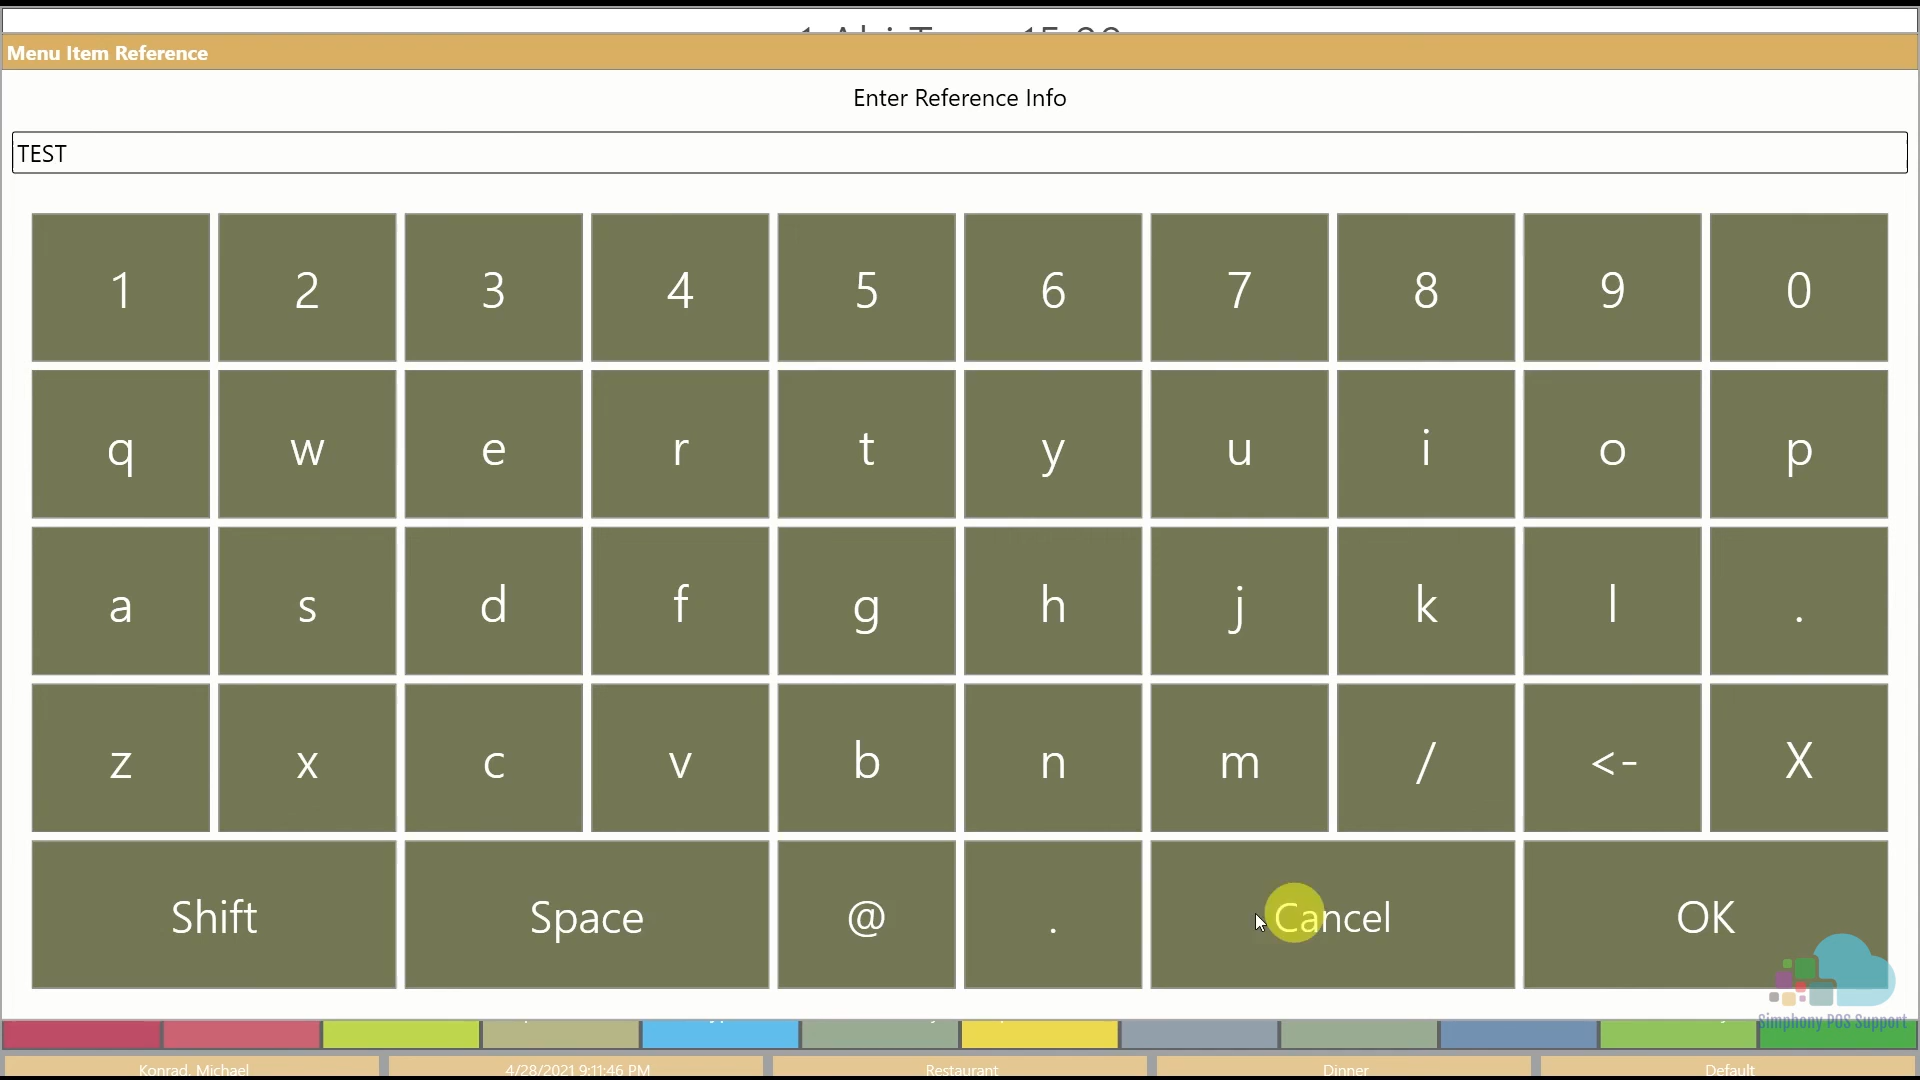 Menu Item Reference
Enter Reference Info
TEST
1 2 3 4 5 6 7 8 9 0
q w e r t y u i o p
a s d f g h j k l .
z x c v b n m / <- X
Shift Space @ . Cancel OK
Simphony POS Support
Konrad, Michael 4/28/2021 9:11:46 PM Restaurant Dinner Default